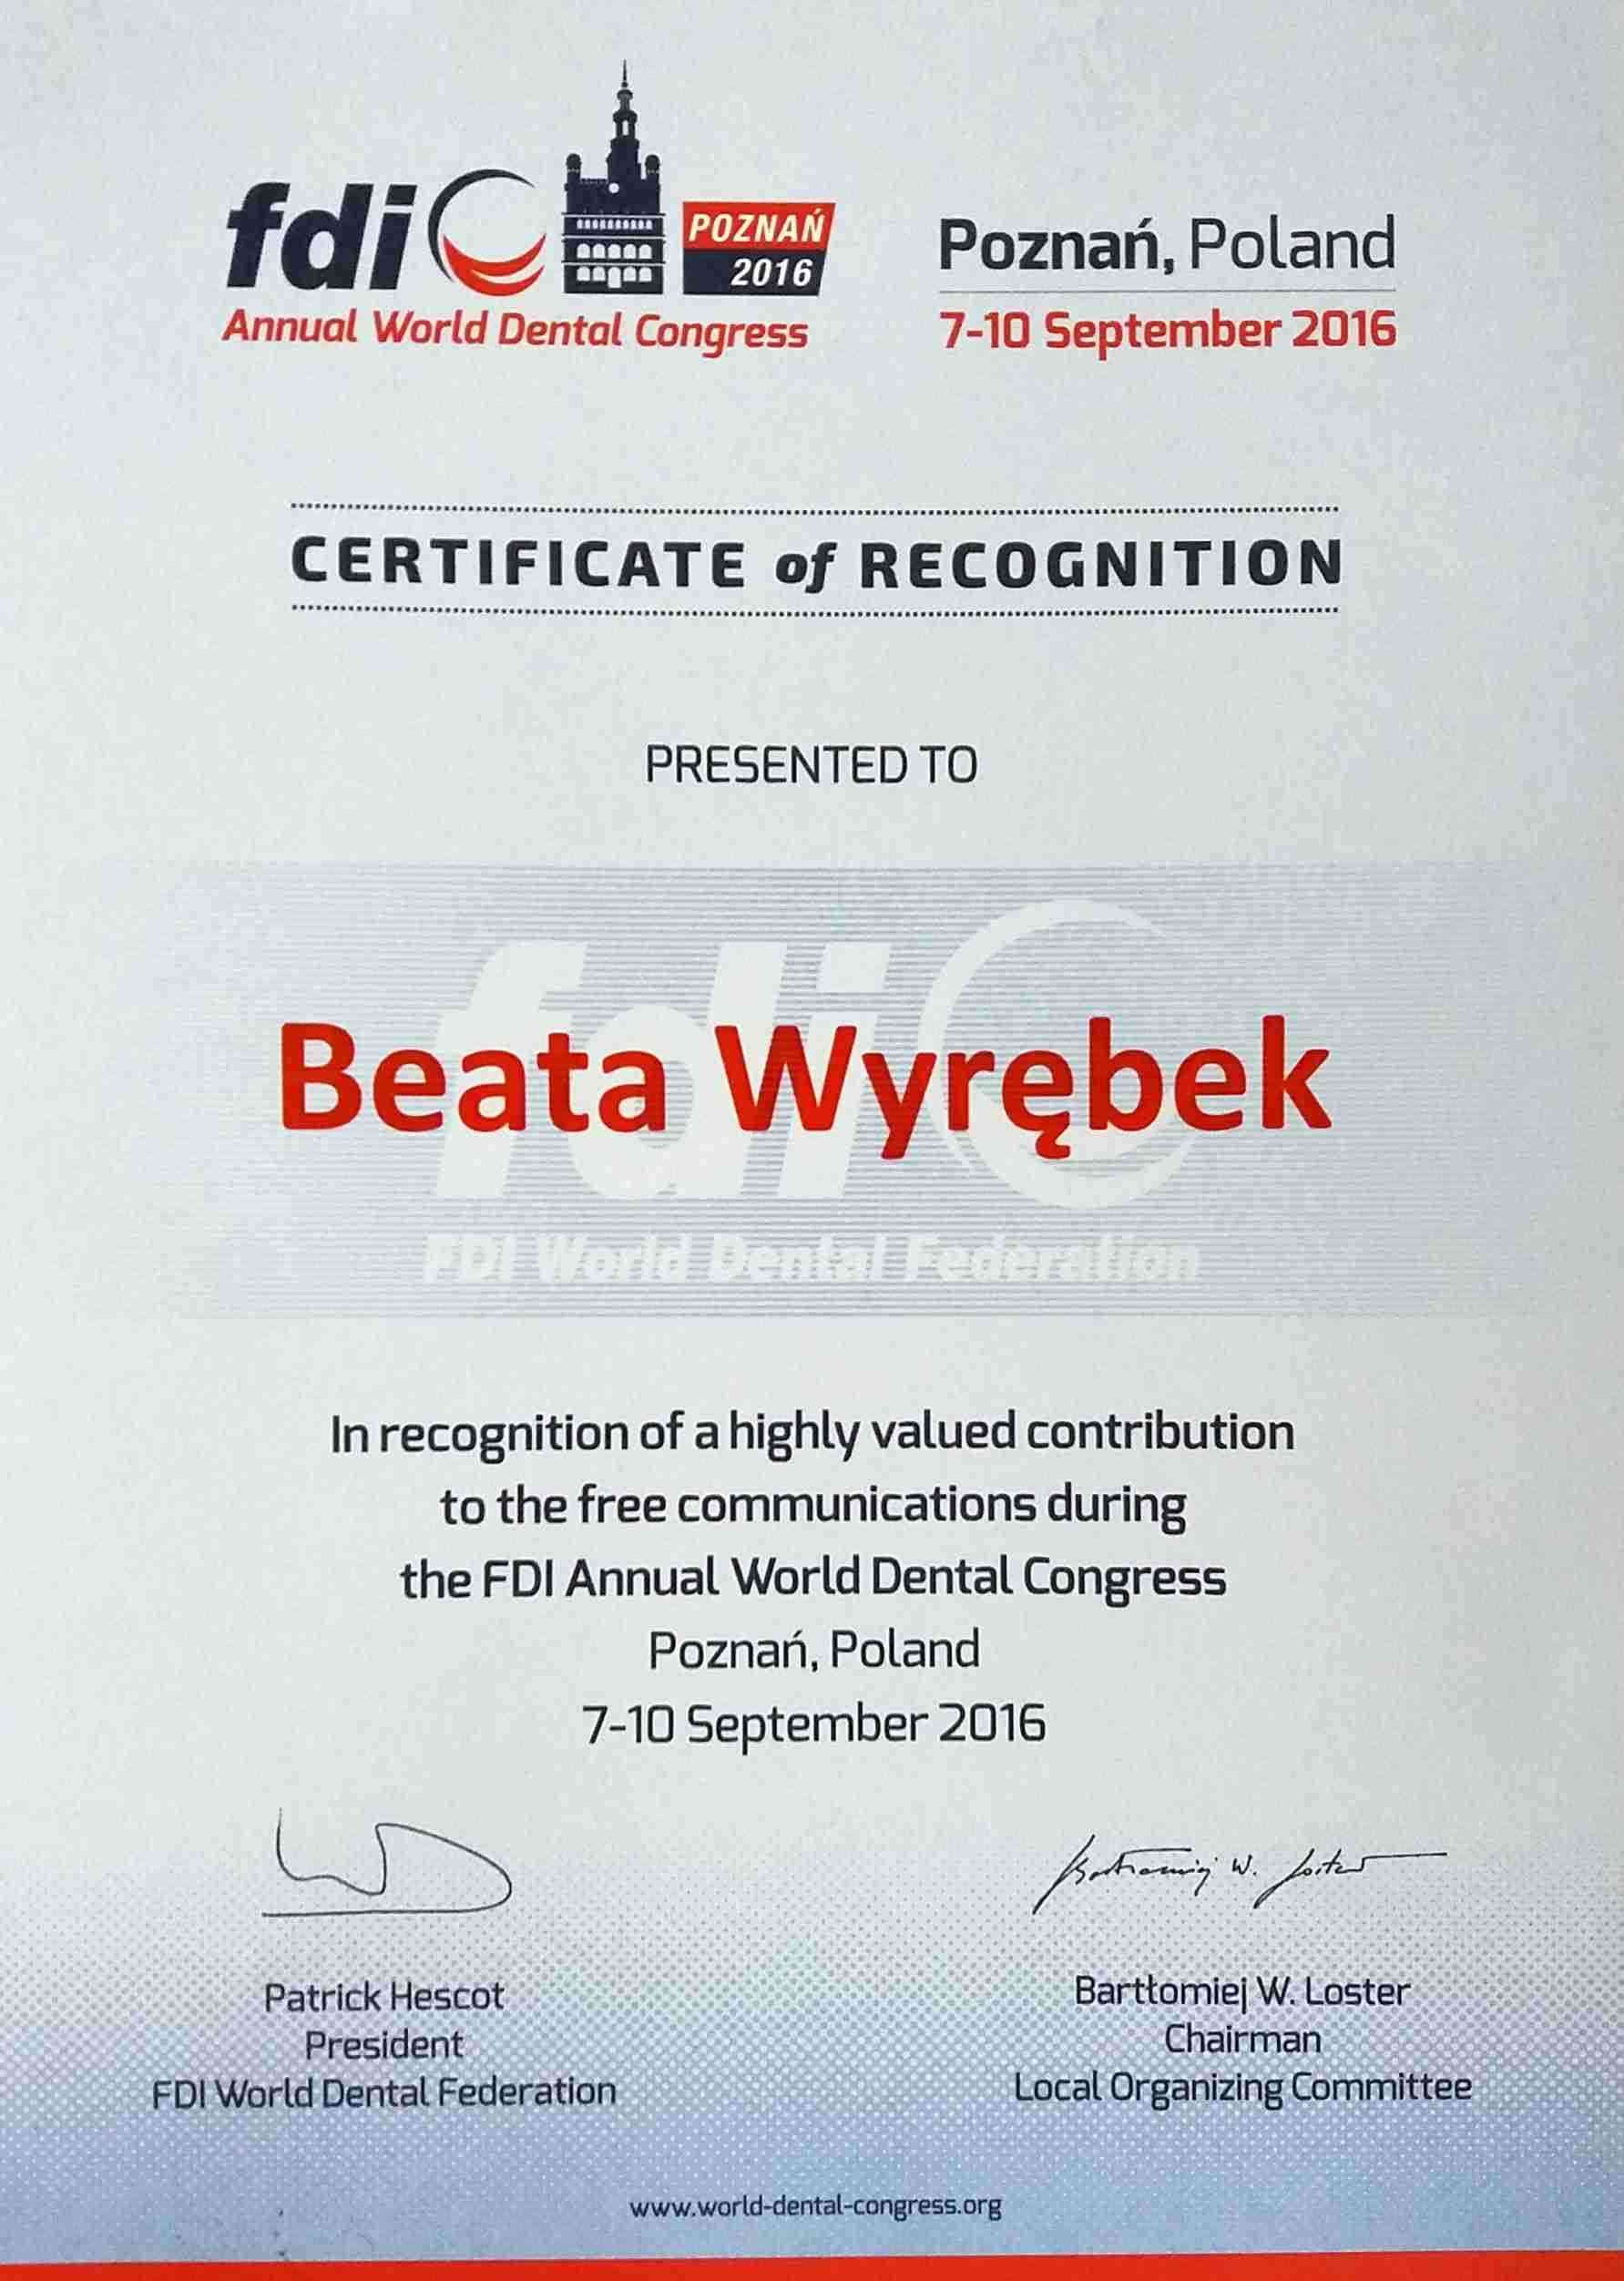 fdi
POZNAŃ
2016
Annual World Dental Congress
Poznań, Poland
7-10 September 2016
CERTIFICATE of RECOGNITION
PRESENTED TO
fdi
Beata Wyrębek
FDI World Dental Federation
In recognition of a highly valued contribution
to the free communications during
the FDI Annual World Dental Congress
Poznań, Poland
7-10 September 2016
Bartłomiej W. Loster
Patrick Hescot
President
FDI World Dental Federation
Barttomiej W. Loster
Chairman
Local Organizing Committee
www.world-dental-congress.org